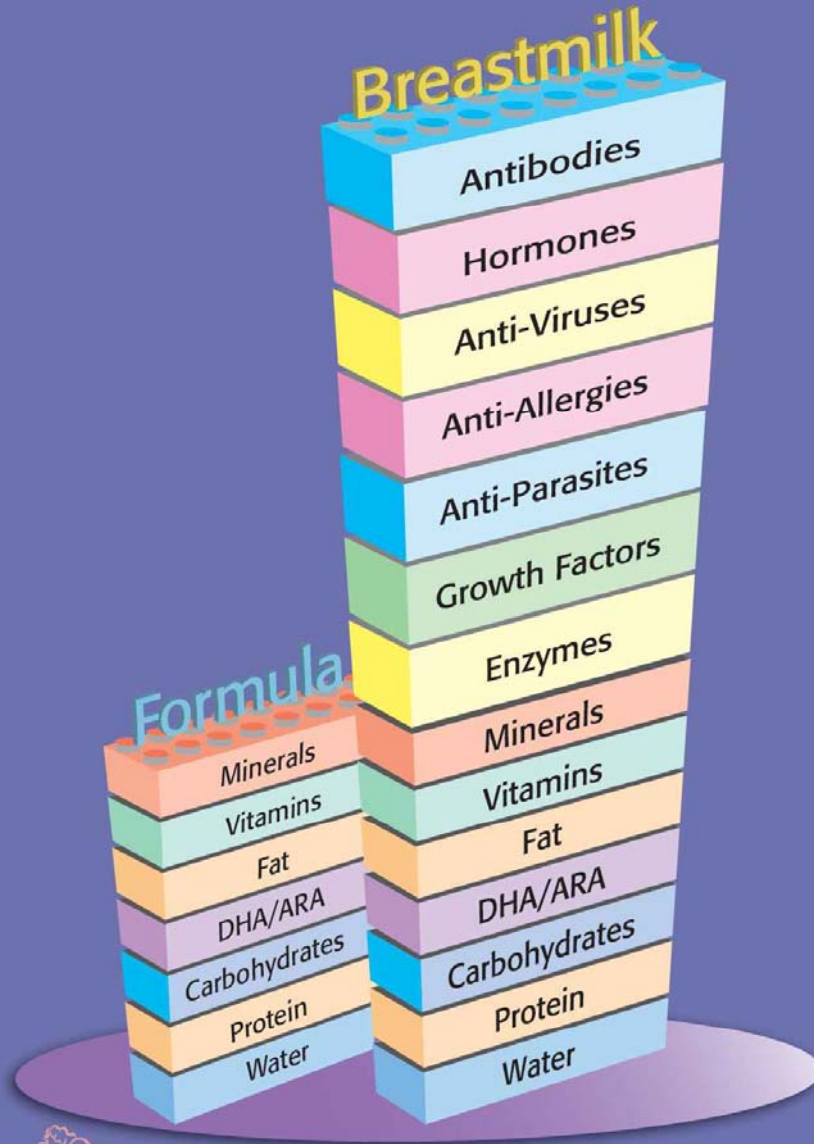 Breastmilk
Antibodies
Hormones
Anti-Viruses
Anti-Allergies
Anti-Parasites
Growth Factors
Enzymes
Minerals
Vitamins
Fat
DHA/ARA
Carbohydrates
Protein
Water
Formula
Minerals
Vitamins
Fat
DHA/ARA
Carbohydrates
Protein
Water